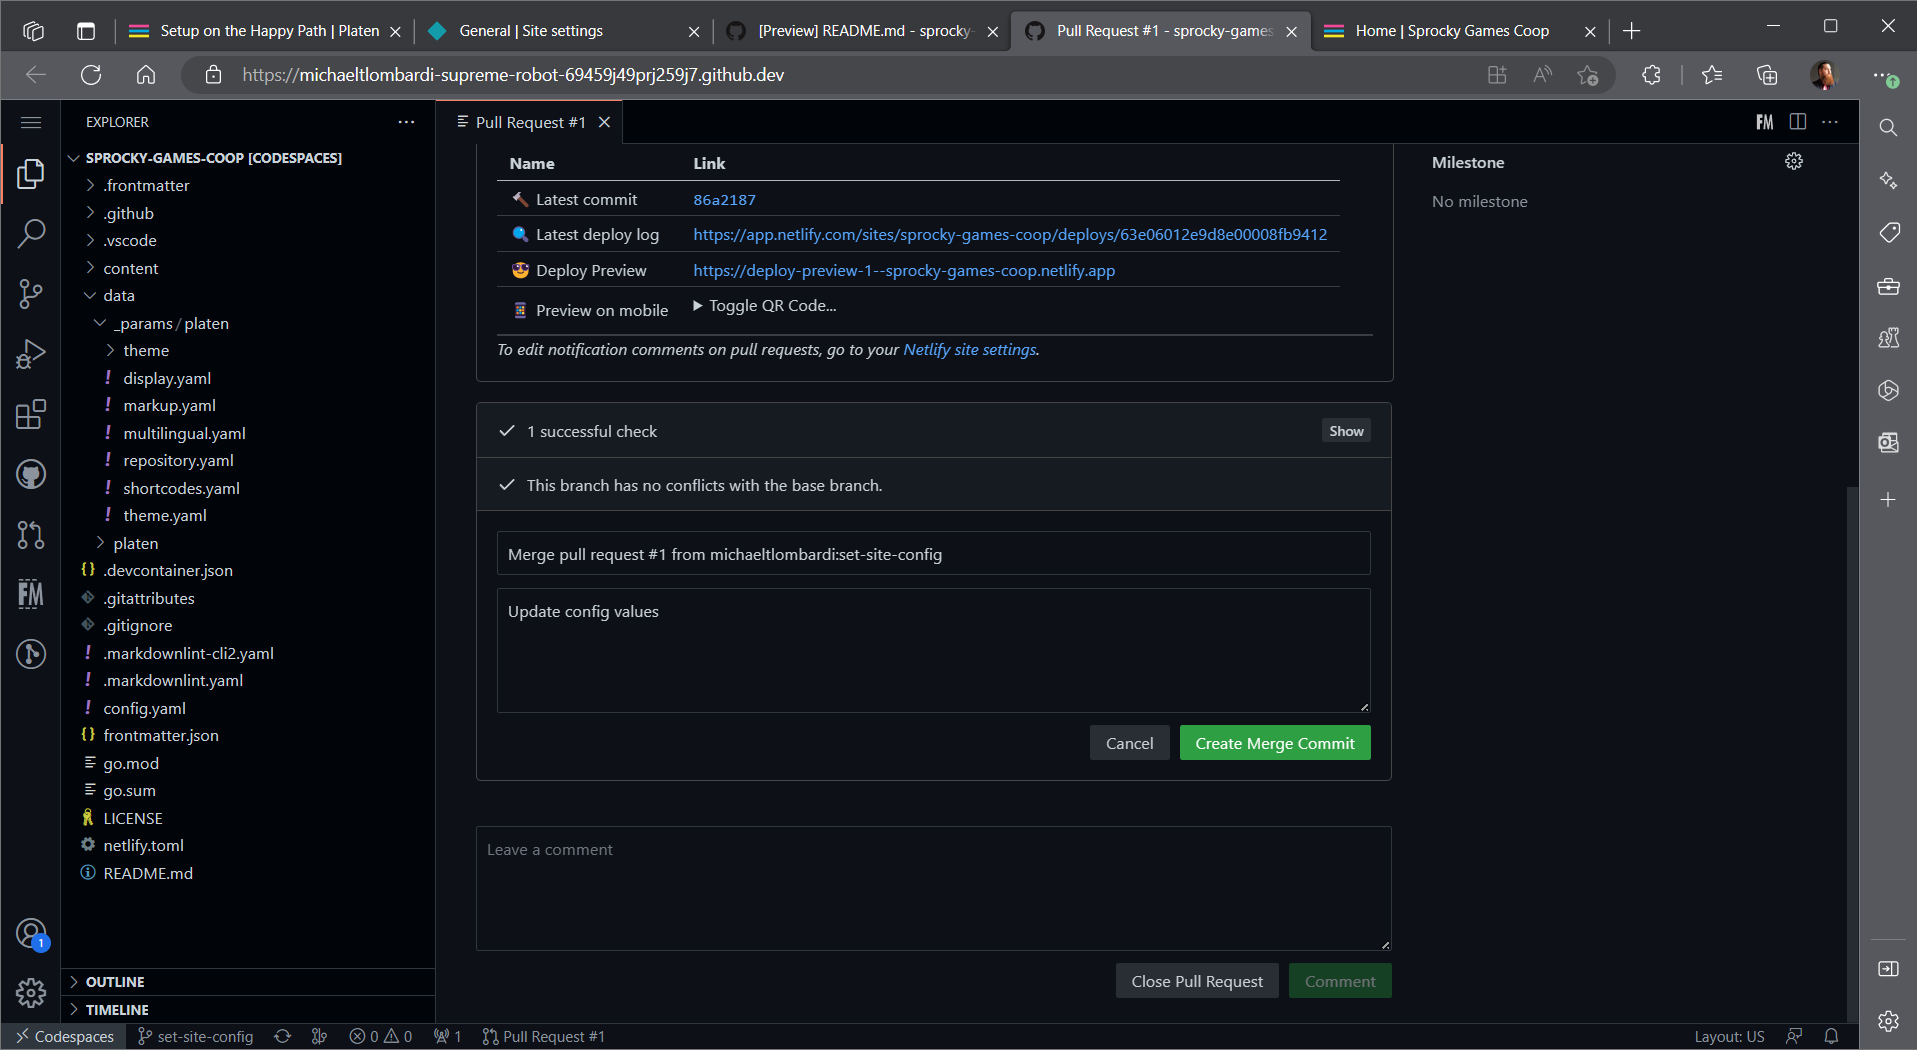 Setup on the Happy Path | Platen
General | Site settings
[Preview] README.md - sprocky-
Pull Request #1 - sprocky-games
Home | Sprocky Games Coop
https://michaeltlombardi-supreme-robot-69459j49prj259j7.github.dev
EXPLORER
SPROCKY-GAMES-COOP [CODESPACES]
.frontmatter
.github
.vscode
content
data
_params / platen
theme
display.yaml
markup.yaml
multilingual.yaml
repository.yaml
shortcodes.yaml
theme.yaml
platen
.devcontainer.json
.gitattributes
.gitignore
.markdownlint-cli2.yaml
.markdownlint.yaml
config.yaml
frontmatter.json
go.mod
go.sum
LICENSE
netlify.toml
README.md
OUTLINE
TIMELINE
FM
1
Pull Request #1
FM
Name Link
Latest commit 86a2187
Latest deploy log https://app.netlify.com/sites/sprocky-games-coop/deploys/63e06012e9d8e00008fb9412
Deploy Preview https://deploy-preview-1--sprocky-games-coop.netlify.app
Preview on mobile Toggle QR Code...
To edit notification comments on pull requests, go to your Netlify site settings.
1 successful check Show
This branch has no conflicts with the base branch.
Merge pull request #1 from michaeltlombardi:set-site-config
Update config values
Cancel Create Merge Commit
Leave a comment
Close Pull Request Comment
Milestone
No milestone
Codespaces set-site-config 0 0 1 Pull Request #1 Layout: US